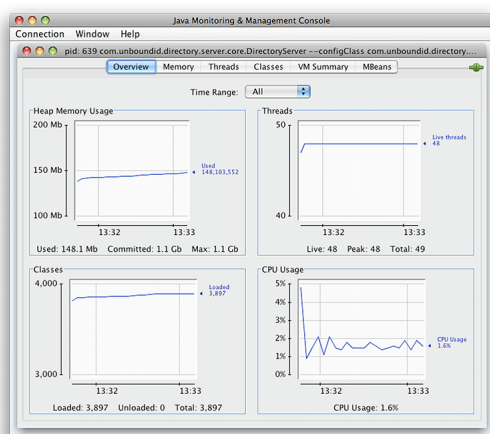 Java Monitoring & Management Console
Connection Window Help
pid: 639 com.unboundid.directory.server.core.DirectoryServer --configClass com.unboundid.directory....
Overview Memory Threads Classes VM Summary MBeans
Time Range: All
Heap Memory Usage
200 Mb
150 Mb
100 Mb
Used
148,103,552
13:32 13:33
Used: 148.1 Mb Committed: 1.1 Gb Max: 1.1 Gb
Threads
50
40
Live threads
48
13:32 13:33
Live: 48 Peak: 48 Total: 49
Classes
4,000
3,000
Loaded
3,897
13:32 13:33
Loaded: 3,897 Unloaded: 0 Total: 3,897
CPU Usage
5%
4%
3%
2%
1%
0%
CPU Usage
1.6%
13:32 13:33
CPU Usage: 1.6%